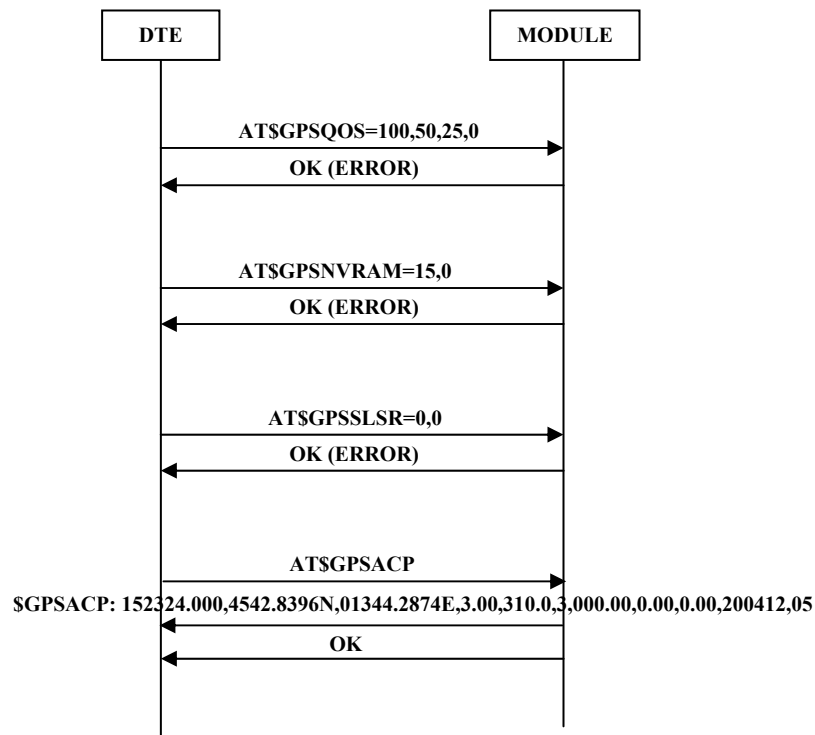 DTE
MODULE
AT$GPSQOS=100,50,25,0
OK (ERROR)
AT$GPSNVRAM=15,0
OK (ERROR)
AT$GPSSLSR=0,0
OK (ERROR)
AT$GPSACP
$GPSACP: 152324.000,4542.8396N,01344.2874E,3.00,310.0,3,000.00,0.00,0.00,200412,05
OK